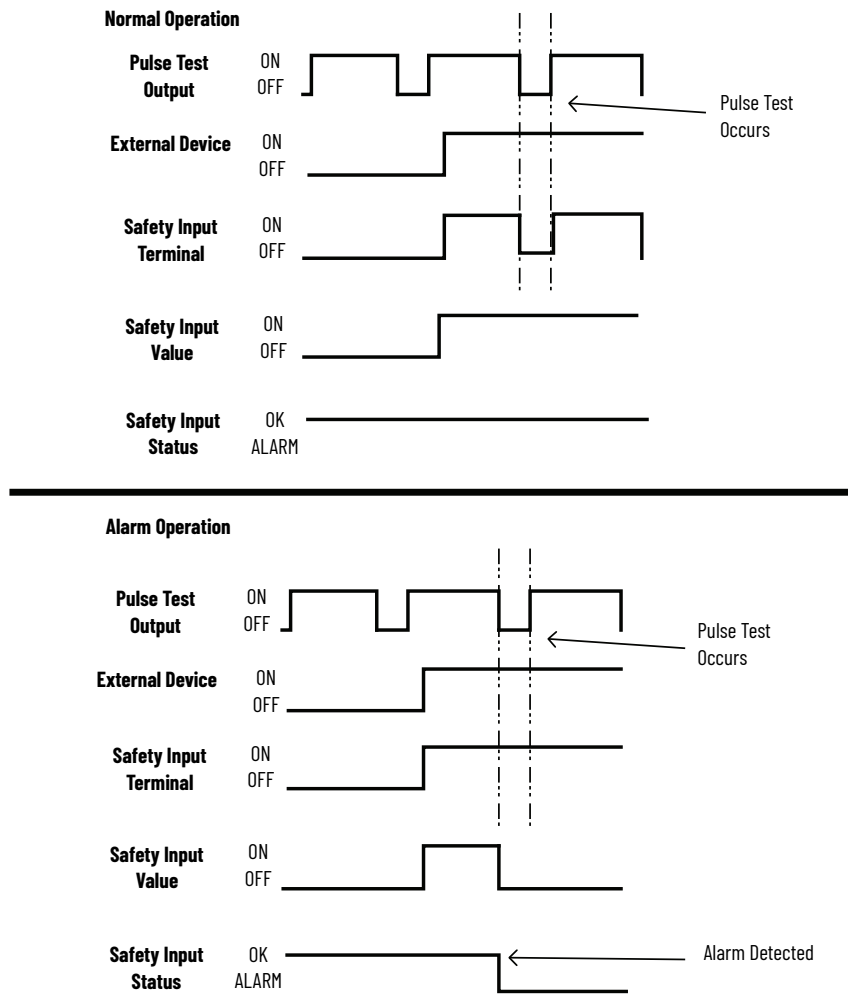 Normal Operation
Pulse Test
Output
ON
OFF
Pulse Test
Occurs
External Device
ON
OFF
Safety Input
Terminal
ON
OFF
Safety Input
Value
ON
OFF
Safety Input
Status
OK
ALARM
Alarm Operation
Pulse Test
Output
ON
OFF
Pulse Test
Occurs
External Device
ON
OFF
Safety Input
Terminal
ON
OFF
Safety Input
Value
ON
OFF
Safety Input
Status
OK
ALARM
Alarm Detected